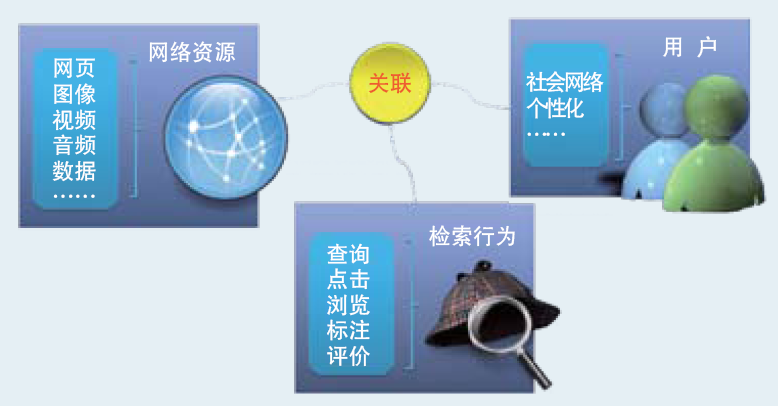 网络资源
网页
图像
视频
音频
数据
……
关联
用 户
社会网络
个性化
……
检索行为
查询
点击
浏览
标注
评价